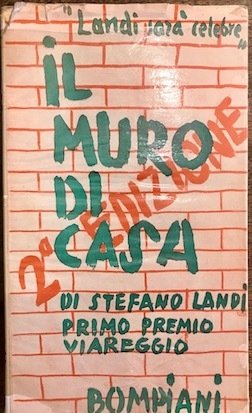 "Landi sarà celebre"
IL
MURO
DI
CASA
2ª EDIZIONE
DI STEFANO LANDI
PRIMO PREMIO
VIAREGGIO
BOMPIANI